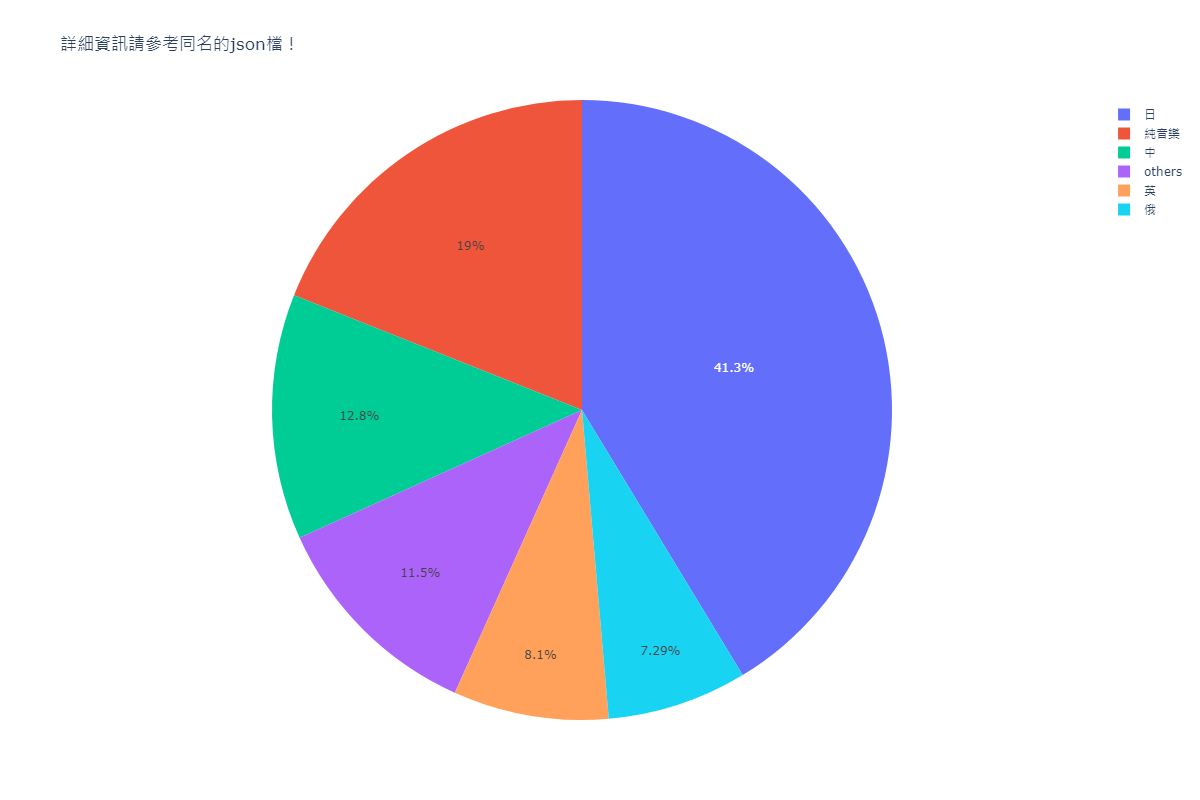 詳細資訊請參考同名的json檔！
日
純音樂
中
others
英
俄
41.3%
19%
12.8%
11.5%
8.1%
7.29%